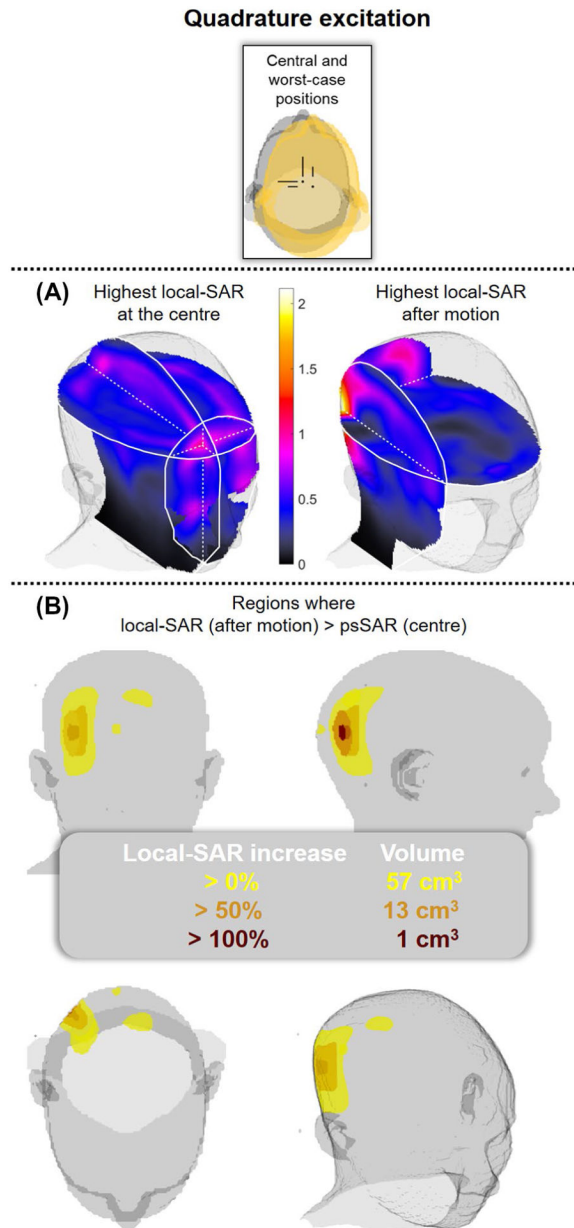 Quadrature excitation
Central and
worst-case
positions
(A)
Highest local-SAR
at the centre
Highest local-SAR
after motion
2
1.5
1
0.5
0
(B)
Regions where
local-SAR (after motion) > psSAR (centre)
Local-SAR increase Volume
> 0% 57 cm³
> 50% 13 cm³
> 100% 1 cm³